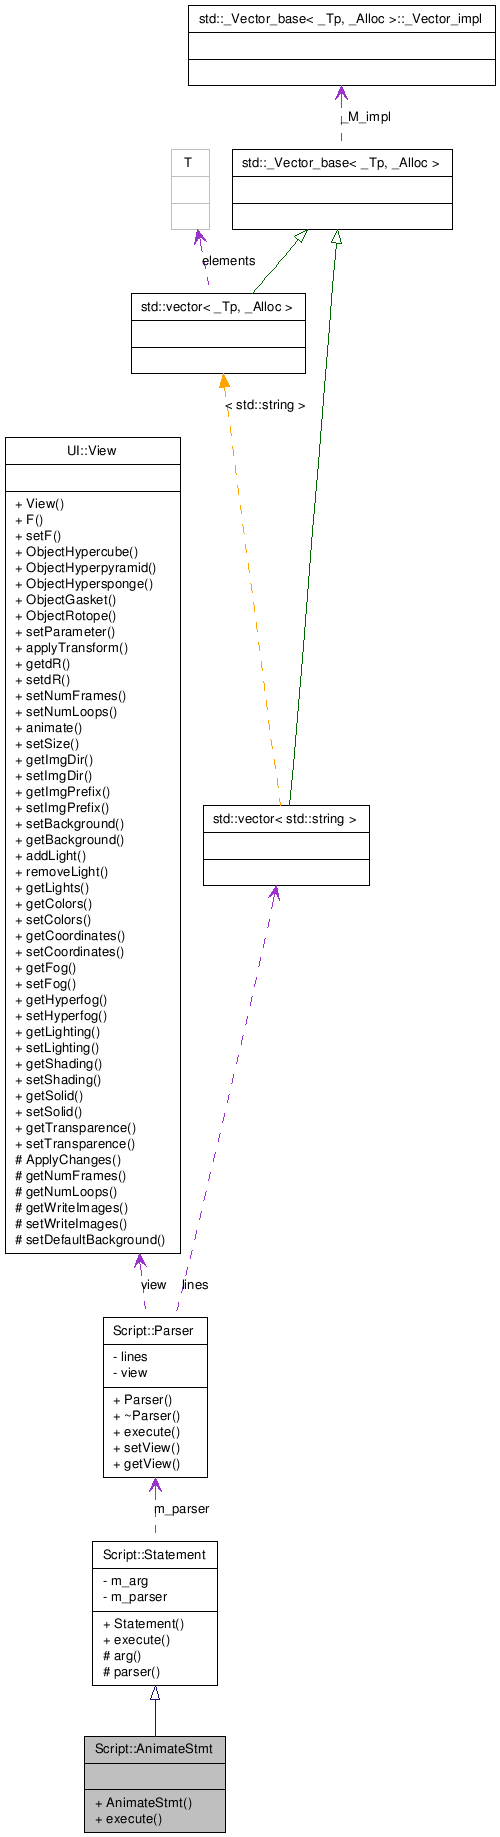 std::_Vector_base< _Tp, _Alloc >::_Vector_impl
_M_impl
T
std::_Vector_base< _Tp, _Alloc >
elements
std::vector< _Tp, _Alloc >
< std::string >
UI::View
+ View()
+ F()
+ setF()
+ ObjectHypercube()
+ ObjectHyperpyramid()
+ ObjectHypersponge()
+ ObjectGasket()
+ ObjectRotope()
+ setParameter()
+ applyTransform()
+ getdR()
+ setdR()
+ setNumFrames()
+ setNumLoops()
+ animate()
+ setSize()
+ getImgDir()
+ setImgDir()
+ getImgPrefix()
+ setImgPrefix()
+ setBackground()
+ getBackground()
+ addLight()
+ removeLight()
+ getLights()
+ getColors()
+ setColors()
+ getCoordinates()
+ setCoordinates()
+ getFog()
+ setFog()
+ getHyperfog()
+ setHyperfog()
+ getLighting()
+ setLighting()
+ getShading()
+ setShading()
+ getSolid()
+ setSolid()
+ getTransparence()
+ setTransparence()
# ApplyChanges()
# getNumFrames()
# getNumLoops()
# getWriteImages()
# setWriteImages()
# setDefaultBackground()
std::vector< std::string >
view
lines
Script::Parser
- lines
- view
+ Parser()
+ ~Parser()
+ execute()
+ setView()
+ getView()
m_parser
Script::Statement
- m_arg
- m_parser
+ Statement()
+ execute()
# arg()
# parser()
Script::AnimateStmt
+ AnimateStmt()
+ execute()